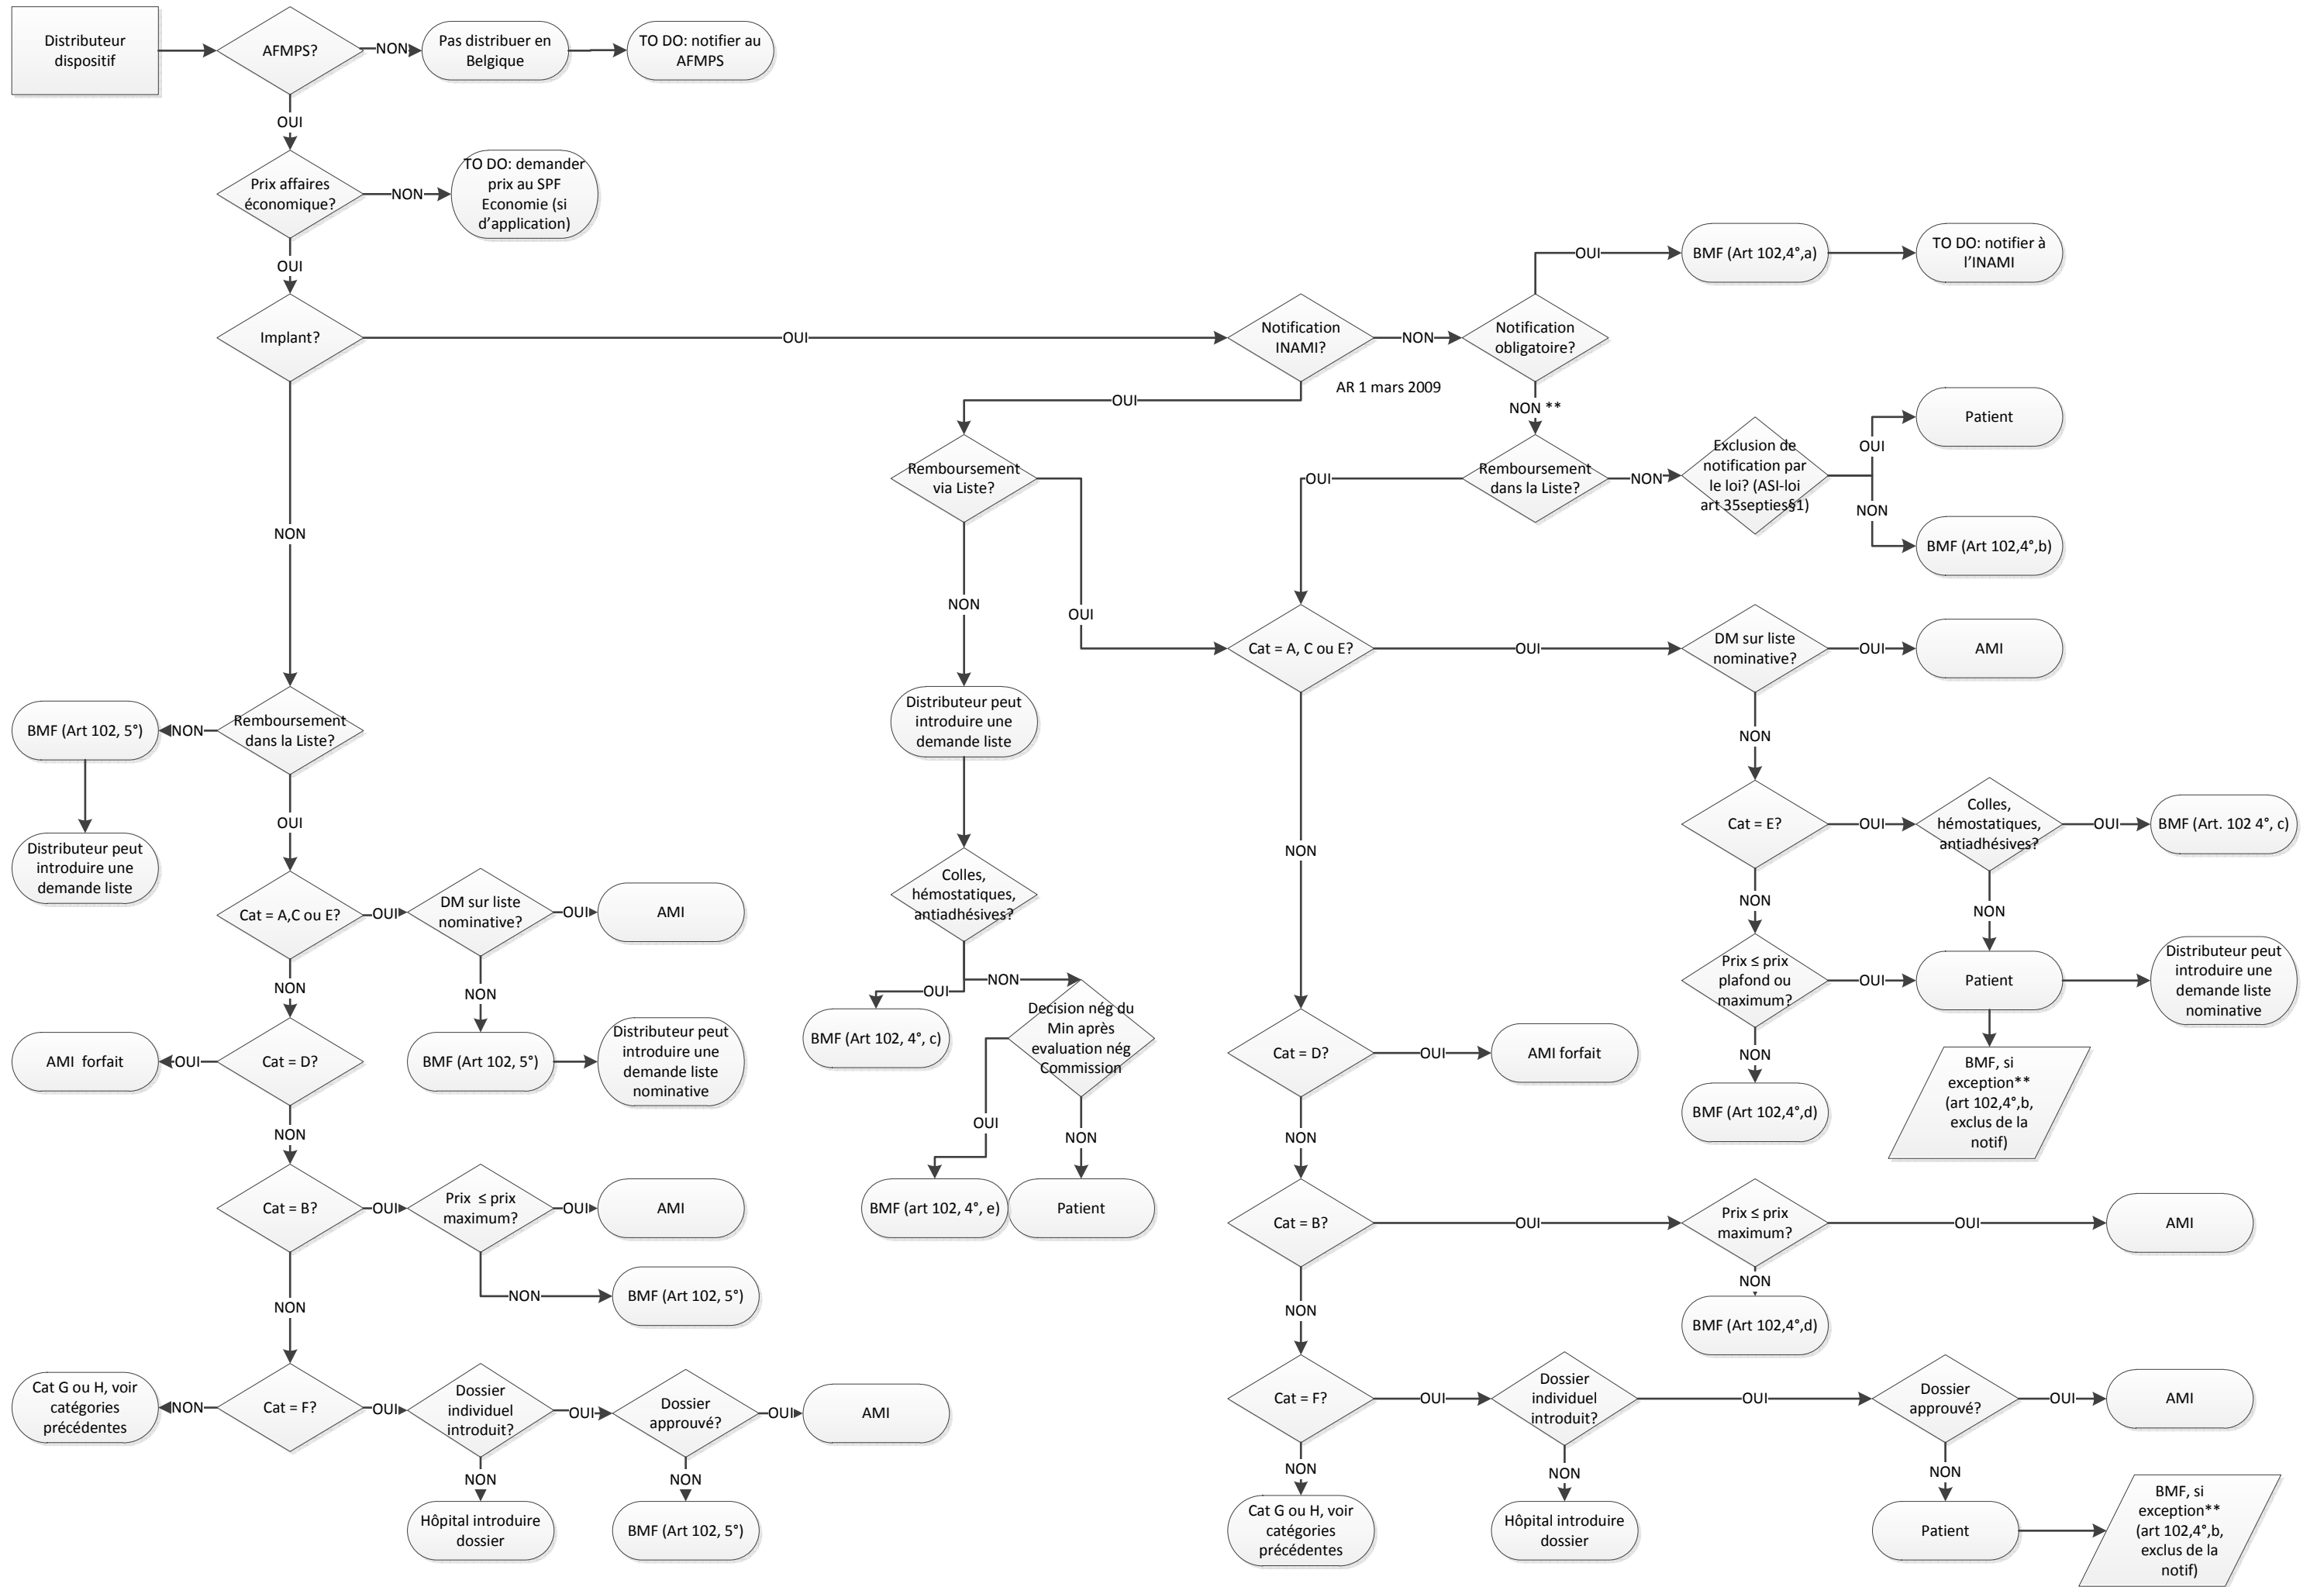 Distributeur
dispositif
AFMPS?
NON
Pas distribuer en
Belgique
TO DO: notifier au
AFMPS
OUI
Prix affaires
économique?
NON
TO DO: demander
prix au SPF
Economie (si
d’application)
OUI
Implant?
OUI
Notification
INAMI?
NON
Notification
obligatoire?
OUI
BMF (Art 102,4°,a)
TO DO: notifier à
l’INAMI
AR 1 mars 2009
OUI
NON **
Remboursement
via Liste?
OUI
Remboursement
dans la Liste?
NON
Exclusion de
notification par
le loi? (ASI-loi
art 35septies§1)
OUI
Patient
NON
BMF (Art 102,4°,b)
NON
NON
OUI
Cat = A, C ou E?
OUI
DM sur liste
nominative?
OUI
AMI
BMF (Art 102, 5°)
NON
Remboursement
dans la Liste?
Distributeur peut
introduire une
demande liste
NON
OUI
Distributeur peut
introduire une
demande liste
Cat = E?
OUI
Colles,
hémostatiques,
antiadhésives?
OUI
BMF (Art. 102 4°, c)
NON
Colles,
hémostatiques,
antiadhésives?
NON
NON
Cat = A,C ou E?
OUI
DM sur liste
nominative?
OUI
AMI
NON
NON
OUI
NON
BMF (Art 102, 4°, c)
Decision nég du
Min après
evaluation nég
Commission
Prix ≤ prix
plafond ou
maximum?
OUI
Patient
Distributeur peut
introduire une
demande liste
nominative
AMI  forfait
OUI
Cat = D?
BMF (Art 102, 5°)
Distributeur peut
introduire une
demande liste
nominative
Cat = D?
OUI
AMI forfait
NON
BMF (Art 102,4°,d)
BMF, si
exception**
(art 102,4°,b,
exclus de la
notif)
NON
OUI
NON
NON
Cat = B?
OUI
Prix  ≤ prix
maximum?
OUI
AMI
BMF (art 102, 4°, e)
Patient
Cat = B?
OUI
Prix ≤ prix
maximum?
OUI
AMI
NON
NON
BMF (Art 102, 5°)
NON
NON
BMF (Art 102,4°,d)
Cat G ou H, voir
catégories
précédentes
NON
Cat = F?
OUI
Dossier
individuel
introduit?
OUI
Dossier
approuvé?
OUI
AMI
Cat = F?
OUI
Dossier
individuel
introduit?
OUI
Dossier
approuvé?
OUI
AMI
NON
NON
NON
NON
NON
Hôpital introduire
dossier
BMF (Art 102, 5°)
Cat G ou H, voir
catégories
précédentes
Hôpital introduire
dossier
Patient
BMF, si
exception**
(art 102,4°,b,
exclus de la
notif)